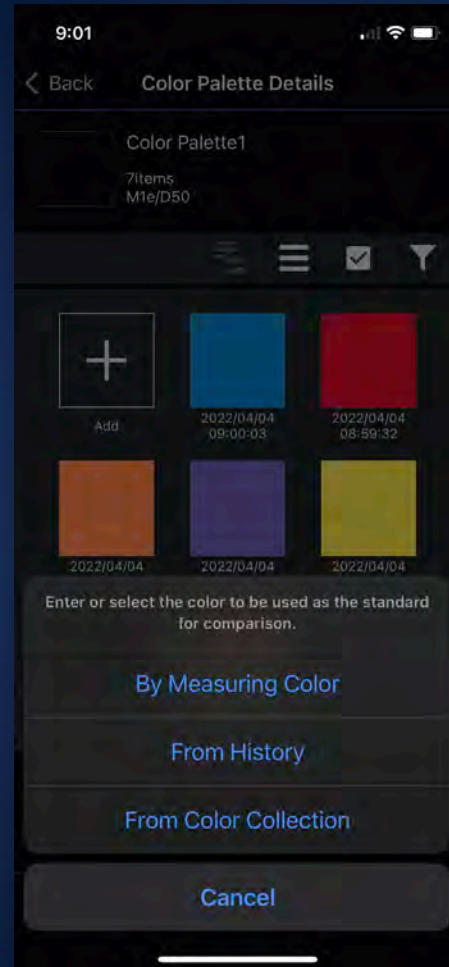 9:01
Back Color Palette Details
Color Palette1
7items
M1e/D50
Add
2022/04/04
09:00:03
2022/04/04
08:59:32
2022/04/04
2022/04/04
2022/04/04
Enter or select the color to be used as the standard
for comparison.
By Measuring Color
From History
From Color Collection
Cancel